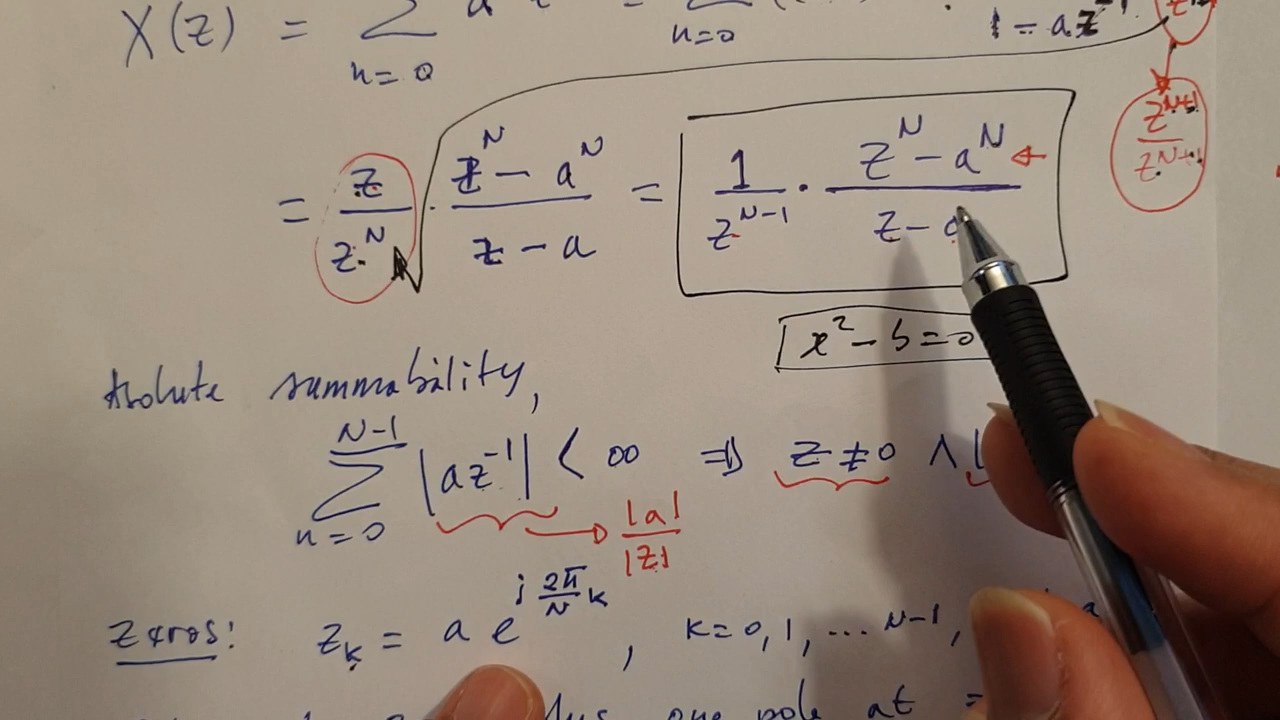 X(z) = ∑ n=0 = ∑ n=0 1 - az^-1
z^N+1 / z^N+1
= z / z^N · z^N - a^N / z - a = 1 / z^N-1 · z^N - a^N / z -
x² - b = 0
Absolute summability,
∑ n=0 N-1 |az^-1| < ∞ ⇒ z ≠ 0 ∧
|a| / |z|
Zeros: z_k = a e^j 2π/N k , k = 0, 1, ... N-1,
one pole at =